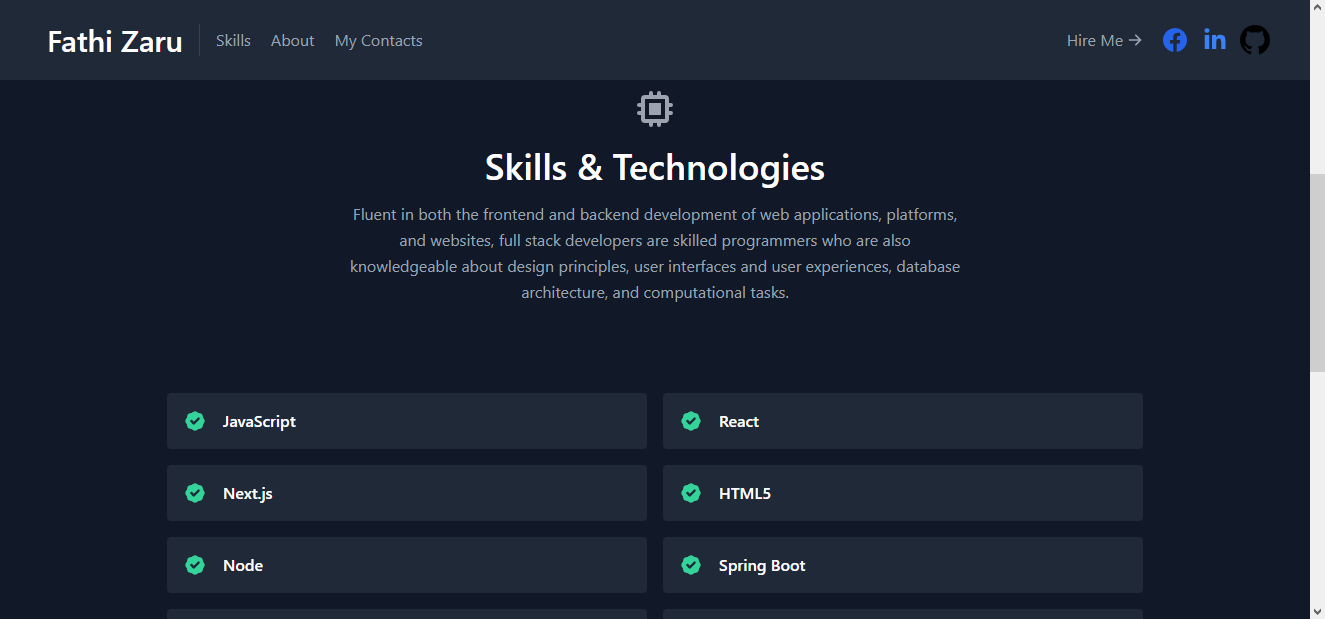 Fathi Zaru
Skills
About
My Contacts
Hire Me →
Skills & Technologies
Fluent in both the frontend and backend development of web applications, platforms,
and websites, full stack developers are skilled programmers who are also
knowledgeable about design principles, user interfaces and user experiences, database
architecture, and computational tasks.
JavaScript
React
Next.js
HTML5
Node
Spring Boot